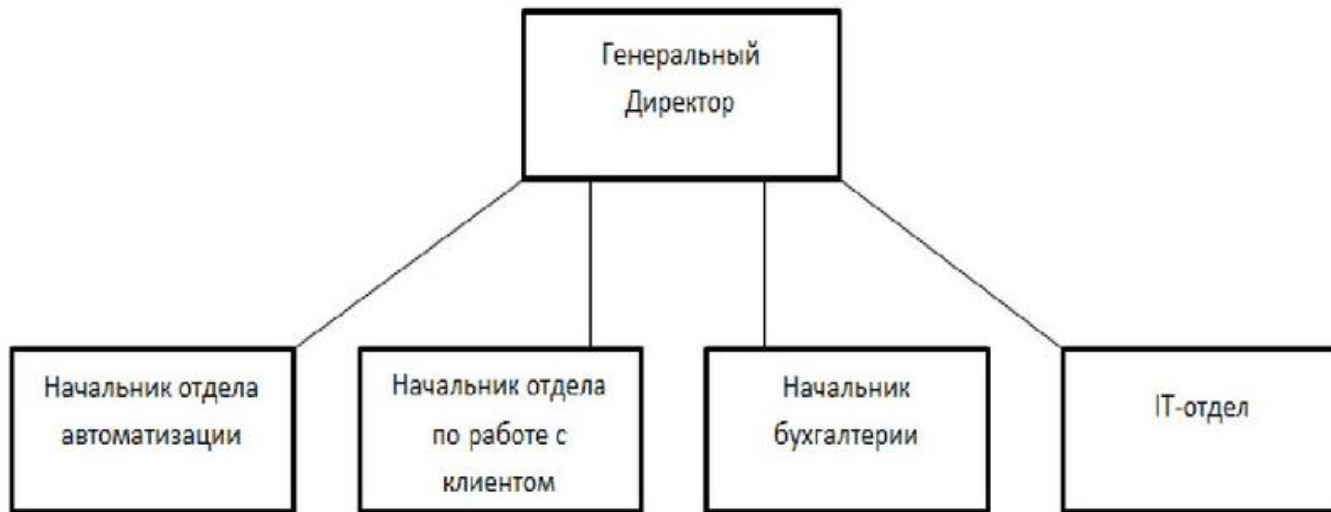 Генеральный
Директор
Начальник отдела
автоматизации
Начальник отдела
по работе с
клиентом
Начальник
бухгалтерии
IT-отдел